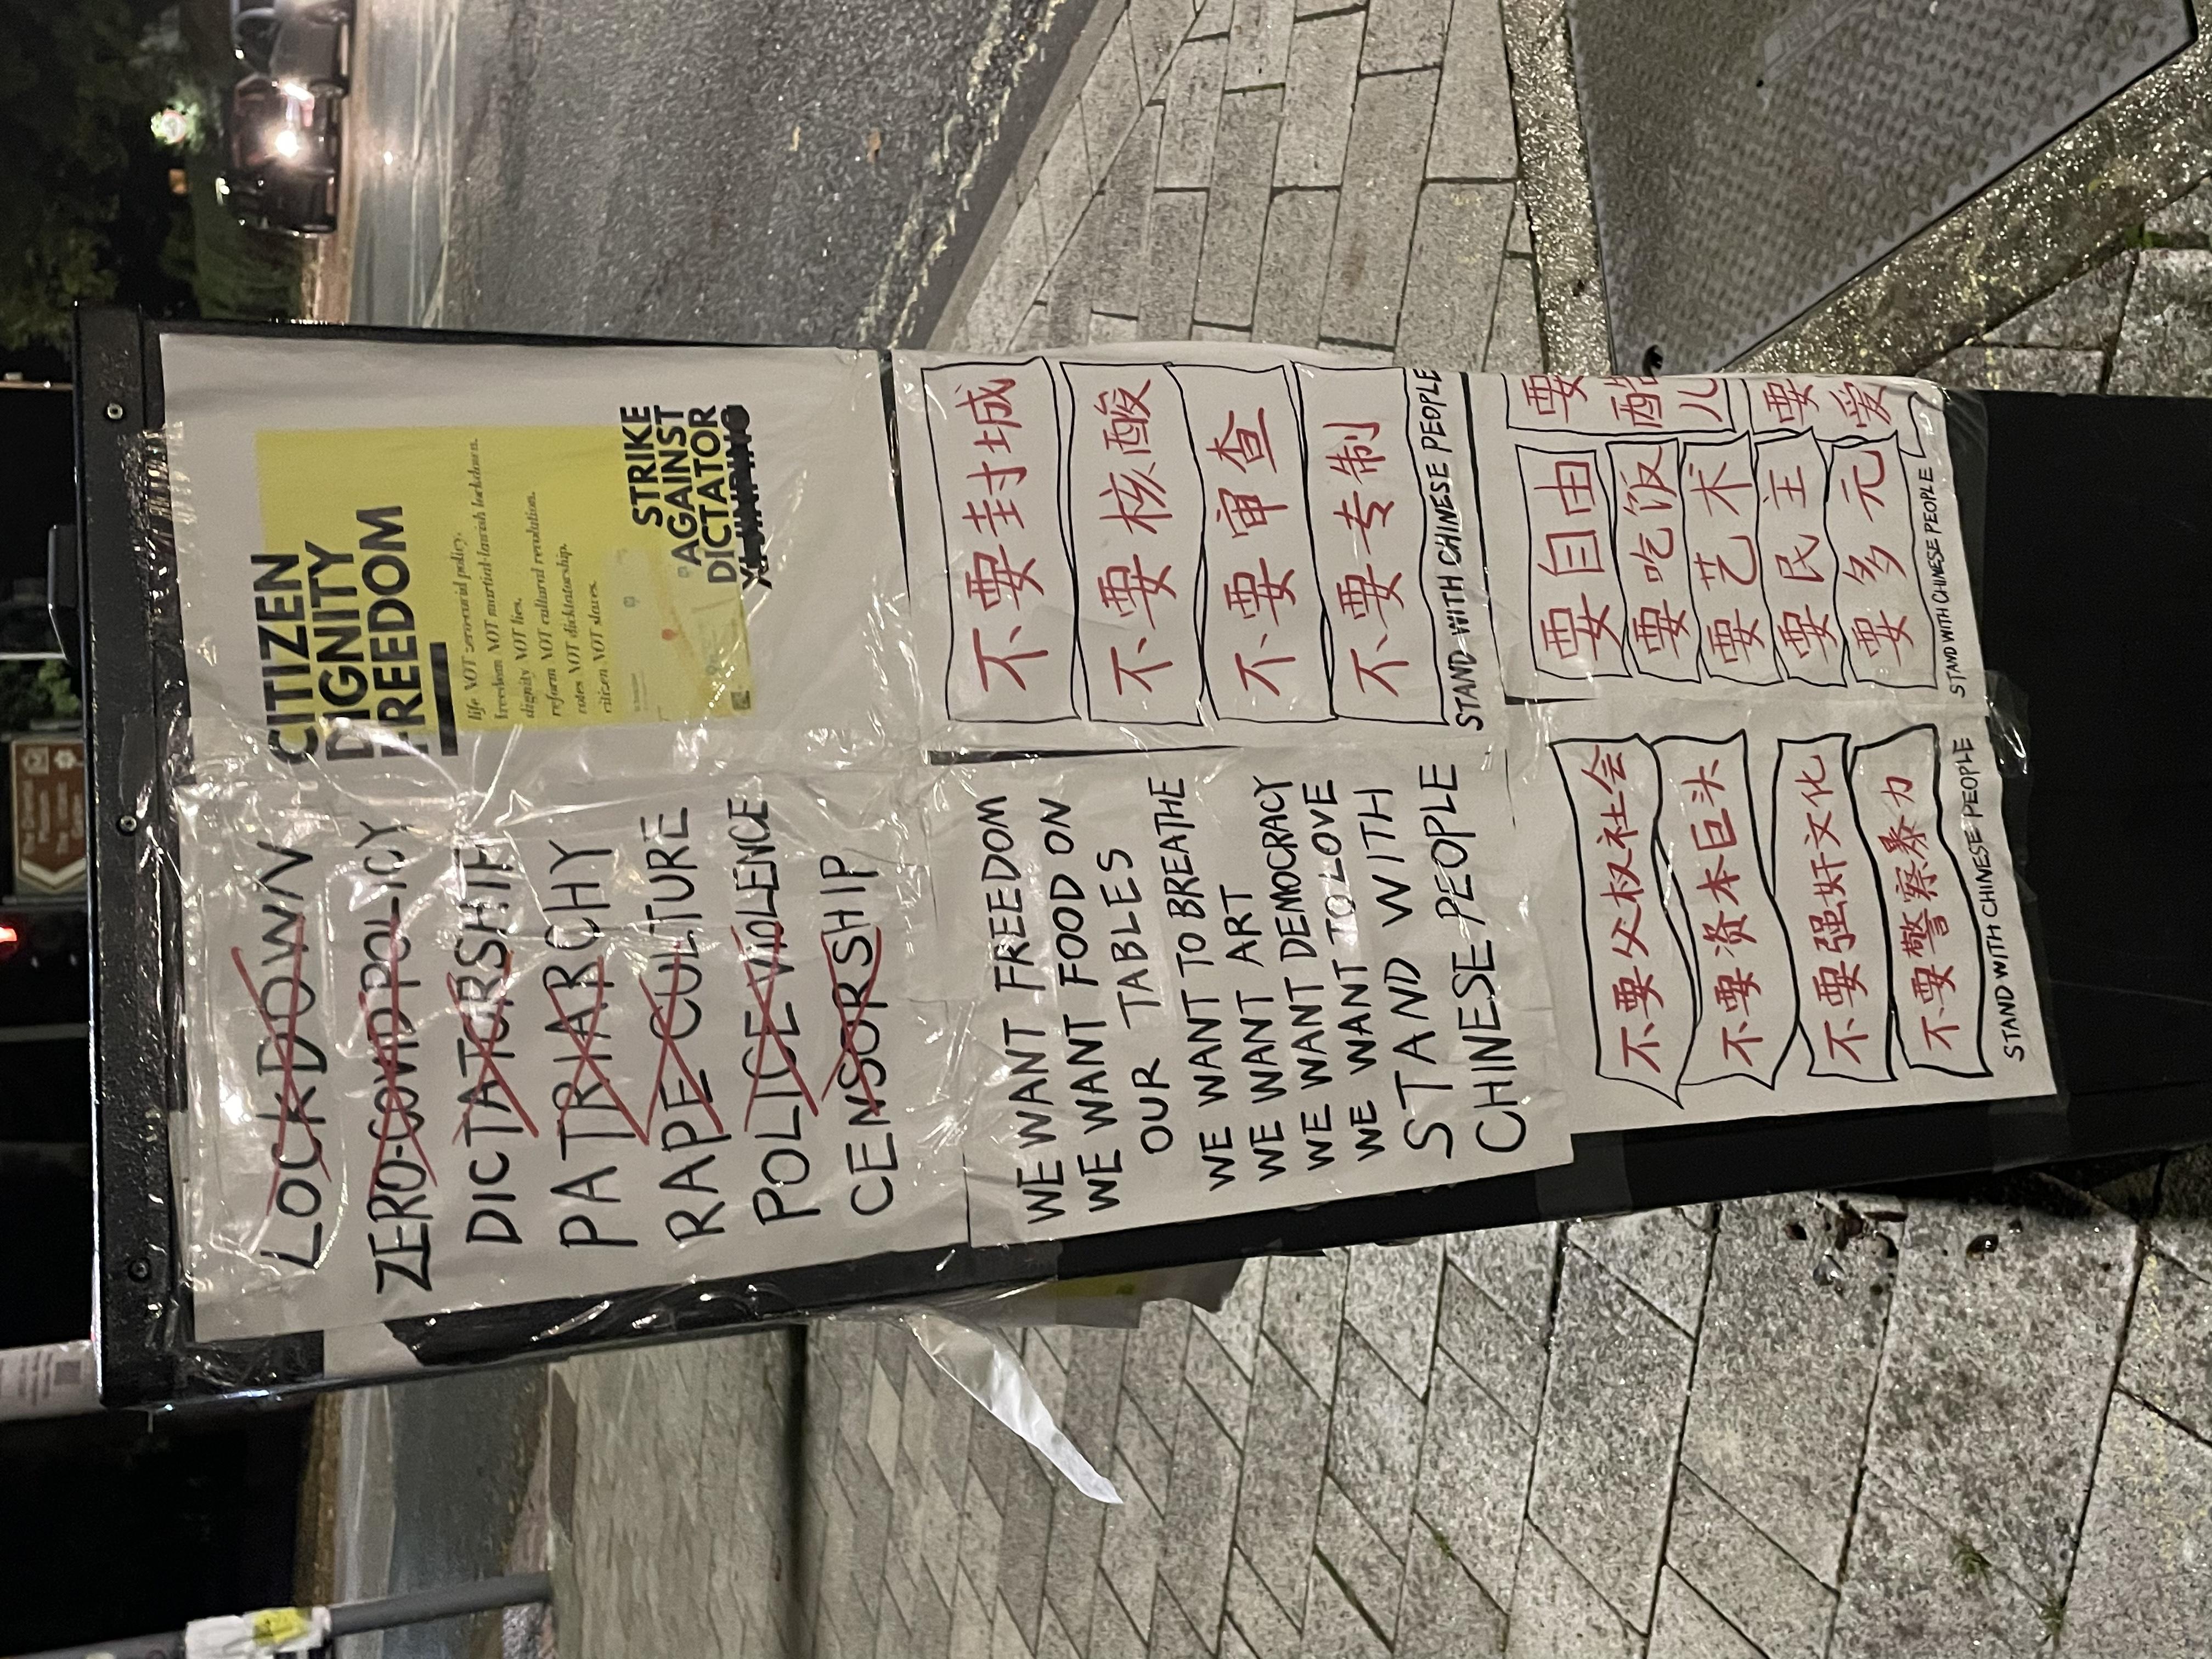 LOCKDOWN
ZERO-COVID POLICY
DICTATORSHIP
PATRIARCHY
RAPE CULTURE
POLICE VIOLENCE
CENSORSHIP
CITIZEN
DIGNITY
FREEDOM
life NOT zero-covid policy.
freedom NOT martial-lawish lockdown.
dignity NOT lies.
reform NOT cultural revolution.
votes NOT dictatorship.
citizen NOT slaves.
STRIKE
AGAINST
DICTATOR
WE WANT FREEDOM
WE WANT FOOD ON
OUR TABLES
WE WANT TO BREATHE
WE WANT ART
WE WANT DEMOCRACY
WE WANT TO LOVE
STAND WITH
CHINESE PEOPLE
不要封城
不要核酸
不要审查
不要专制
STAND WITH CHINESE PEOPLE
不要父权社会
不要资本巨头
不要强奸文化
不要警察暴力
STAND WITH CHINESE PEOPLE
要自由
要吃饭
要艺术
要民主
要多元
要酷儿
要爱
STAND WITH CHINESE PEOPLE